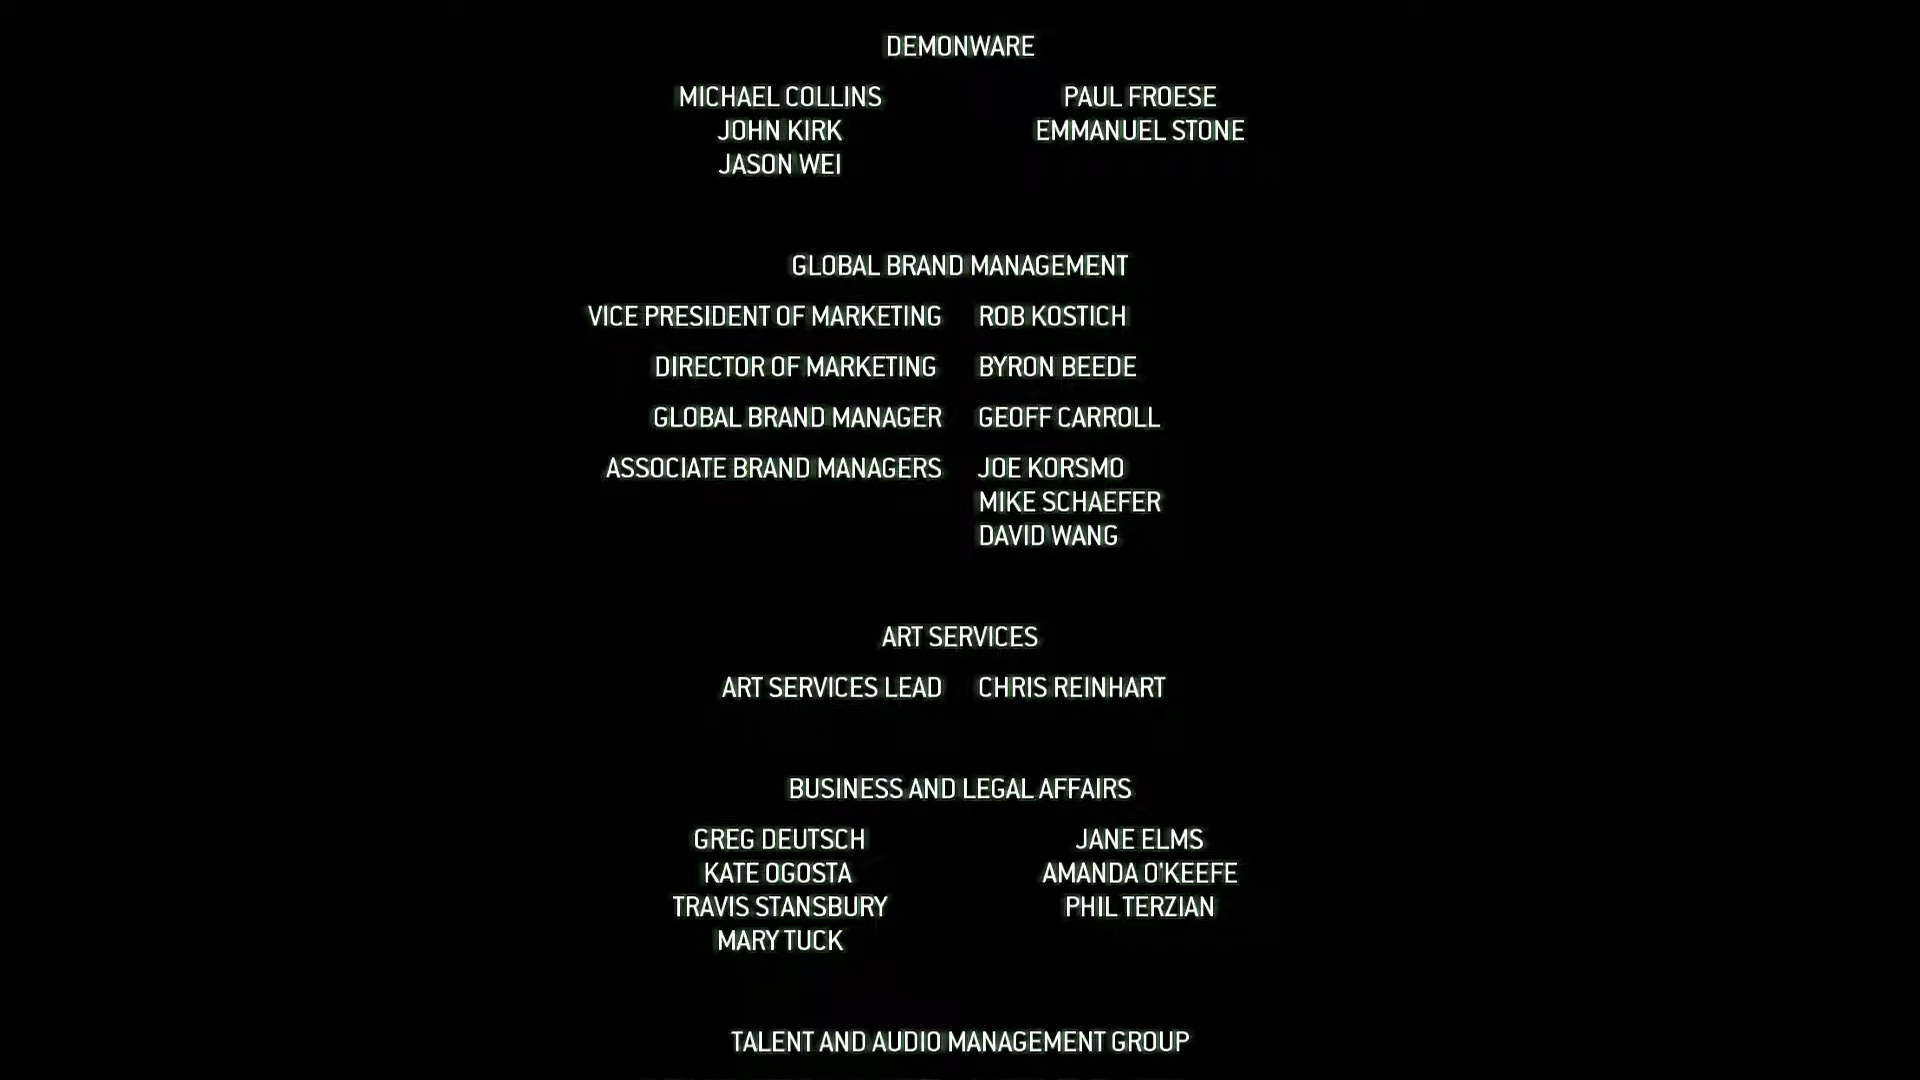 DEMONWARE
MICHAEL COLLINS PAUL FROESE
JOHN KIRK EMMANUEL STONE
JASON WEI
GLOBAL BRAND MANAGEMENT
VICE PRESIDENT OF MARKETING ROB KOSTICH
DIRECTOR OF MARKETING BYRON BEEDE
GLOBAL BRAND MANAGER GEOFF CARROLL
ASSOCIATE BRAND MANAGERS JOE KORSMO
MIKE SCHAEFER
DAVID WANG
ART SERVICES
ART SERVICES LEAD CHRIS REINHART
BUSINESS AND LEGAL AFFAIRS
GREG DEUTSCH JANE ELMS
KATE OGOSTA AMANDA O'KEEFE
TRAVIS STANSBURY PHIL TERZIAN
MARY TUCK
TALENT AND AUDIO MANAGEMENT GROUP